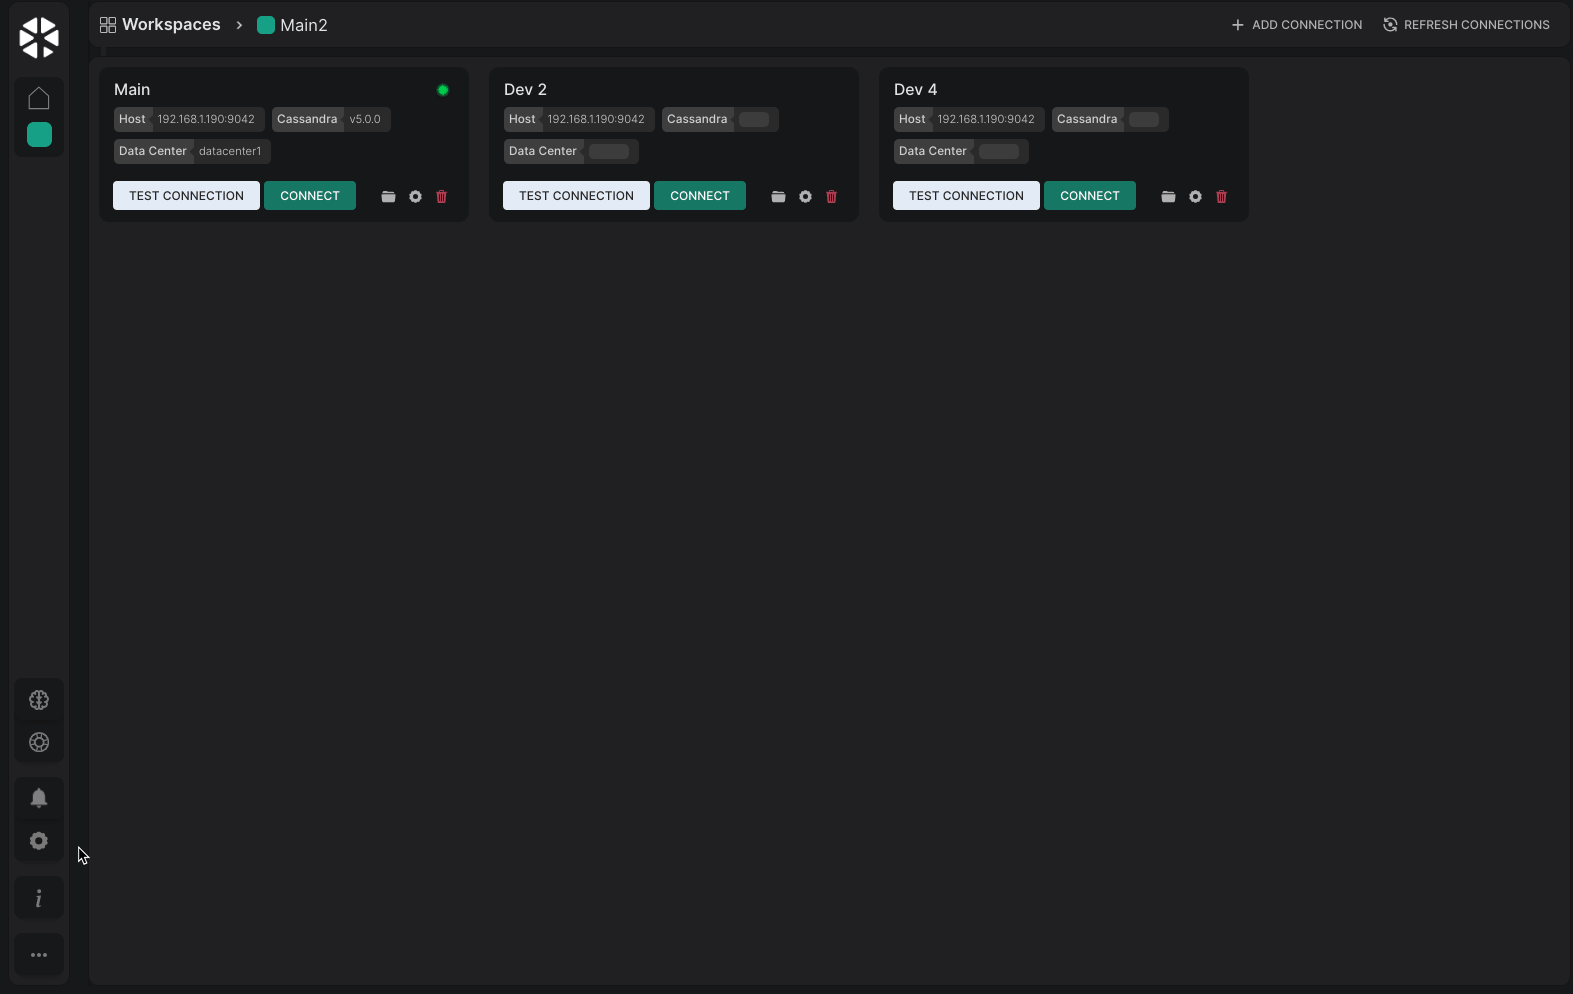 Workspaces > Main2
ADD CONNECTION
REFRESH CONNECTIONS
Main
Host 192.168.1.190:9042 Cassandra v5.0.0
Data Center datacenter1
TEST CONNECTION CONNECT
Dev 2
Host 192.168.1.190:9042 Cassandra
Data Center
TEST CONNECTION CONNECT
Dev 4
Host 192.168.1.190:9042 Cassandra
Data Center
TEST CONNECTION CONNECT